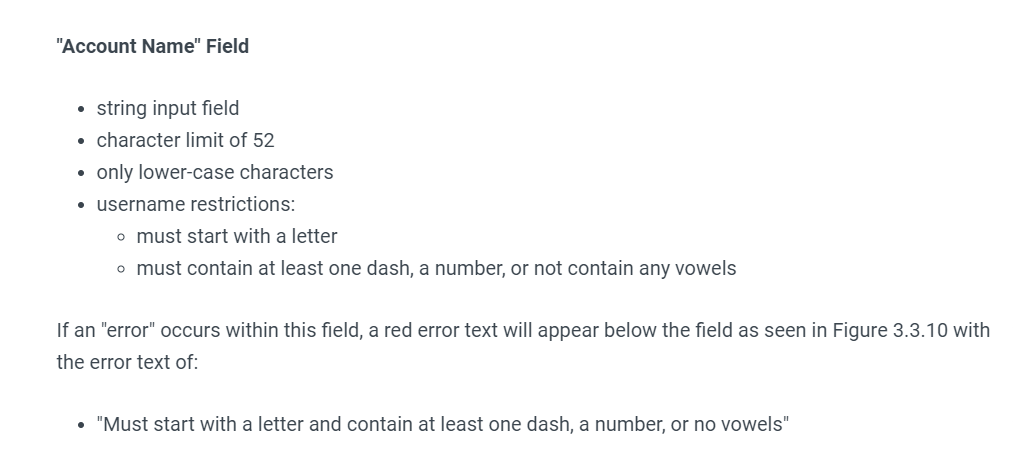 "Account Name" Field
• string input field
• character limit of 52
• only lower-case characters
• username restrictions:
◦ must start with a letter
◦ must contain at least one dash, a number, or not contain any vowels
If an "error" occurs within this field, a red error text will appear below the field as seen in Figure 3.3.10 with
the error text of:
• "Must start with a letter and contain at least one dash, a number, or no vowels"